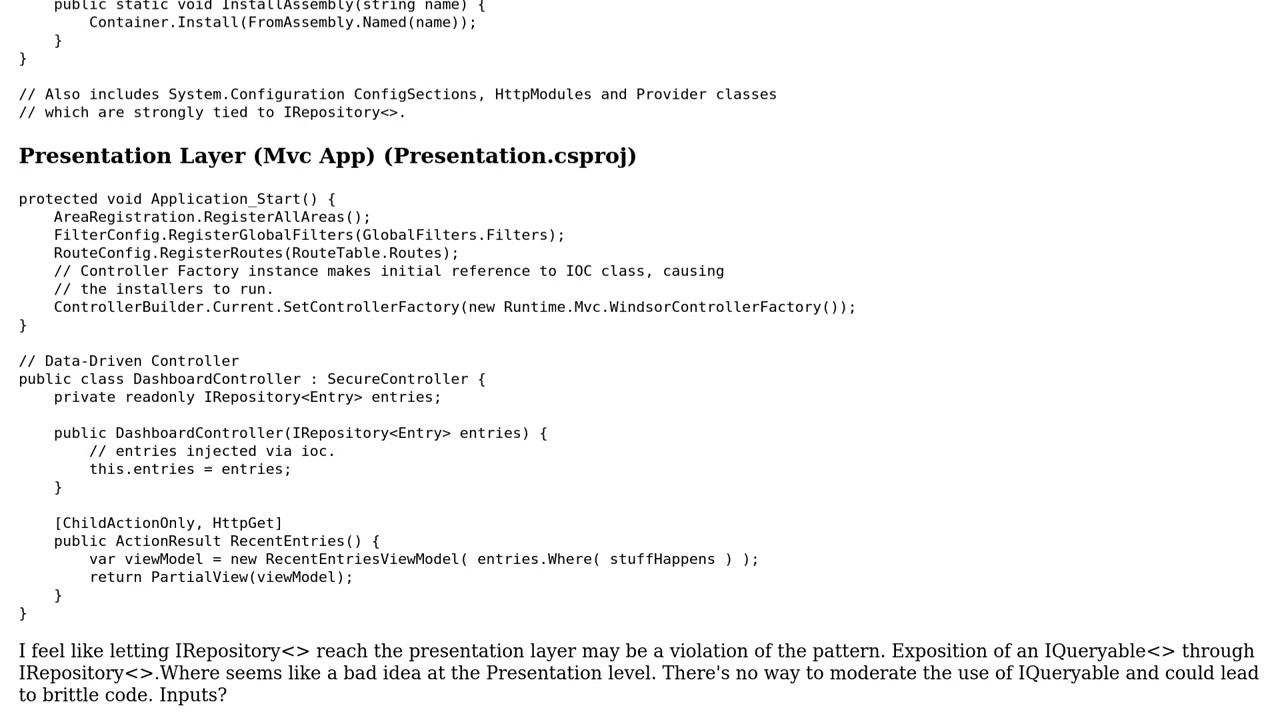 public static void InstallAssembly(string name) {
        Container.Install(FromAssembly.Named(name));
    }
}

// Also includes System.Configuration ConfigSections, HttpModules and Provider classes
// which are strongly tied to IRepository<>.

Presentation Layer (Mvc App) (Presentation.csproj)

protected void Application_Start() {
    AreaRegistration.RegisterAllAreas();
    FilterConfig.RegisterGlobalFilters(GlobalFilters.Filters);
    RouteConfig.RegisterRoutes(RouteTable.Routes);
    // Controller Factory instance makes initial reference to IOC class, causing
    // the installers to run.
    ControllerBuilder.Current.SetControllerFactory(new Runtime.Mvc.WindsorControllerFactory());
}

// Data-Driven Controller
public class DashboardController : SecureController {
    private readonly IRepository<Entry> entries;

    public DashboardController(IRepository<Entry> entries) {
        // entries injected via ioc.
        this.entries = entries;
    }

    [ChildActionOnly, HttpGet]
    public ActionResult RecentEntries() {
        var viewModel = new RecentEntriesViewModel( entries.Where( stuffHappens ) );
        return PartialView(viewModel);
    }
}

I feel like letting IRepository<> reach the presentation layer may be a violation of the pattern. Exposition of an IQueryable<> through
IRepository<>.Where seems like a bad idea at the Presentation level. There's no way to moderate the use of IQueryable and could lead
to brittle code. Inputs?